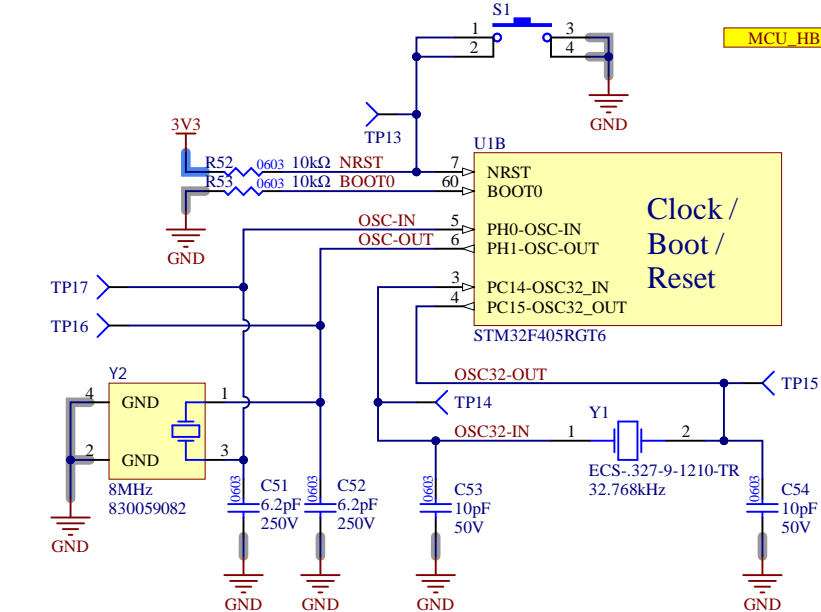 S1
1
2
3
4
MCU_HB
GND
TP13
3V3
R52 0603 10kΩ NRST
R53 0603 10kΩ BOOT0
GND
U1B
7 NRST
60 BOOT0
OSC-IN 5 PH0-OSC-IN
OSC-OUT 6 PH1-OSC-OUT
3 PC14-OSC32_IN
4 PC15-OSC32_OUT
Clock /
Boot /
Reset
STM32F405RGT6
TP17
TP16
OSC32-OUT
TP15
TP14
OSC32-IN
Y2
4 GND 1
2 GND 3
8MHz
830059082
GND
0603
C51
6.2pF
250V
GND
0603
C52
6.2pF
250V
GND
0603
C53
10pF
50V
GND
Y1
1 2
ECS-.327-9-1210-TR
32.768kHz
0603
C54
10pF
50V
GND